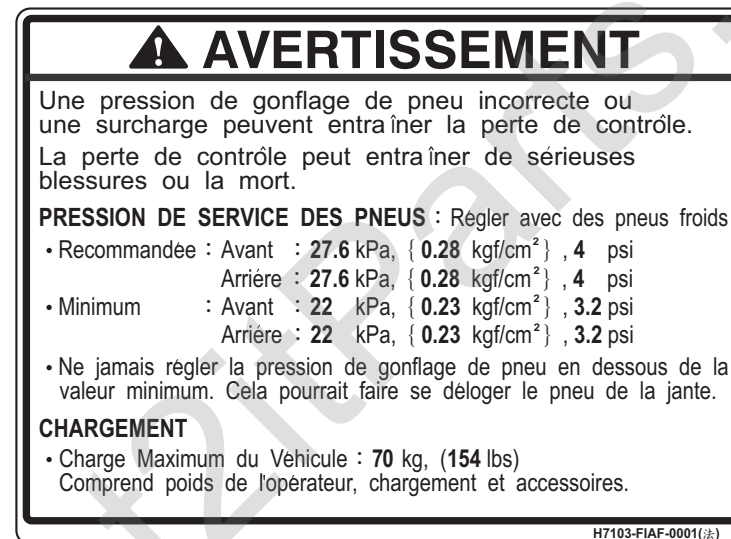 AVERTISSEMENT
Une pression de gonflage de pneu incorrecte ou
une surcharge peuvent entraîner la perte de contrôle.
La perte de contrôle peut entraîner de sérieuses
blessures ou la mort.
PRESSION DE SERVICE DES PNEUS : Régler avec des pneus froids
• Recommandée : Avant : 27.6 kPa, { 0.28 kgf/cm² } , 4 psi
Arriére : 27.6 kPa, { 0.28 kgf/cm² } , 4 psi
• Minimum : Avant : 22 kPa, { 0.23 kgf/cm² } , 3.2 psi
Arriére : 22 kPa, { 0.23 kgf/cm² } , 3.2 psi
• Ne jamais régler la pression de gonflage de pneu en dessous de la
valeur minimum. Cela pourrait faire se déloger le pneu de la jante.
CHARGEMENT
• Charge Maximum du Véhicule : 70 kg, (154 lbs)
Comprend poids de l'opérateur, chargement et accessoires.
H7103-FIAF-0001(法)